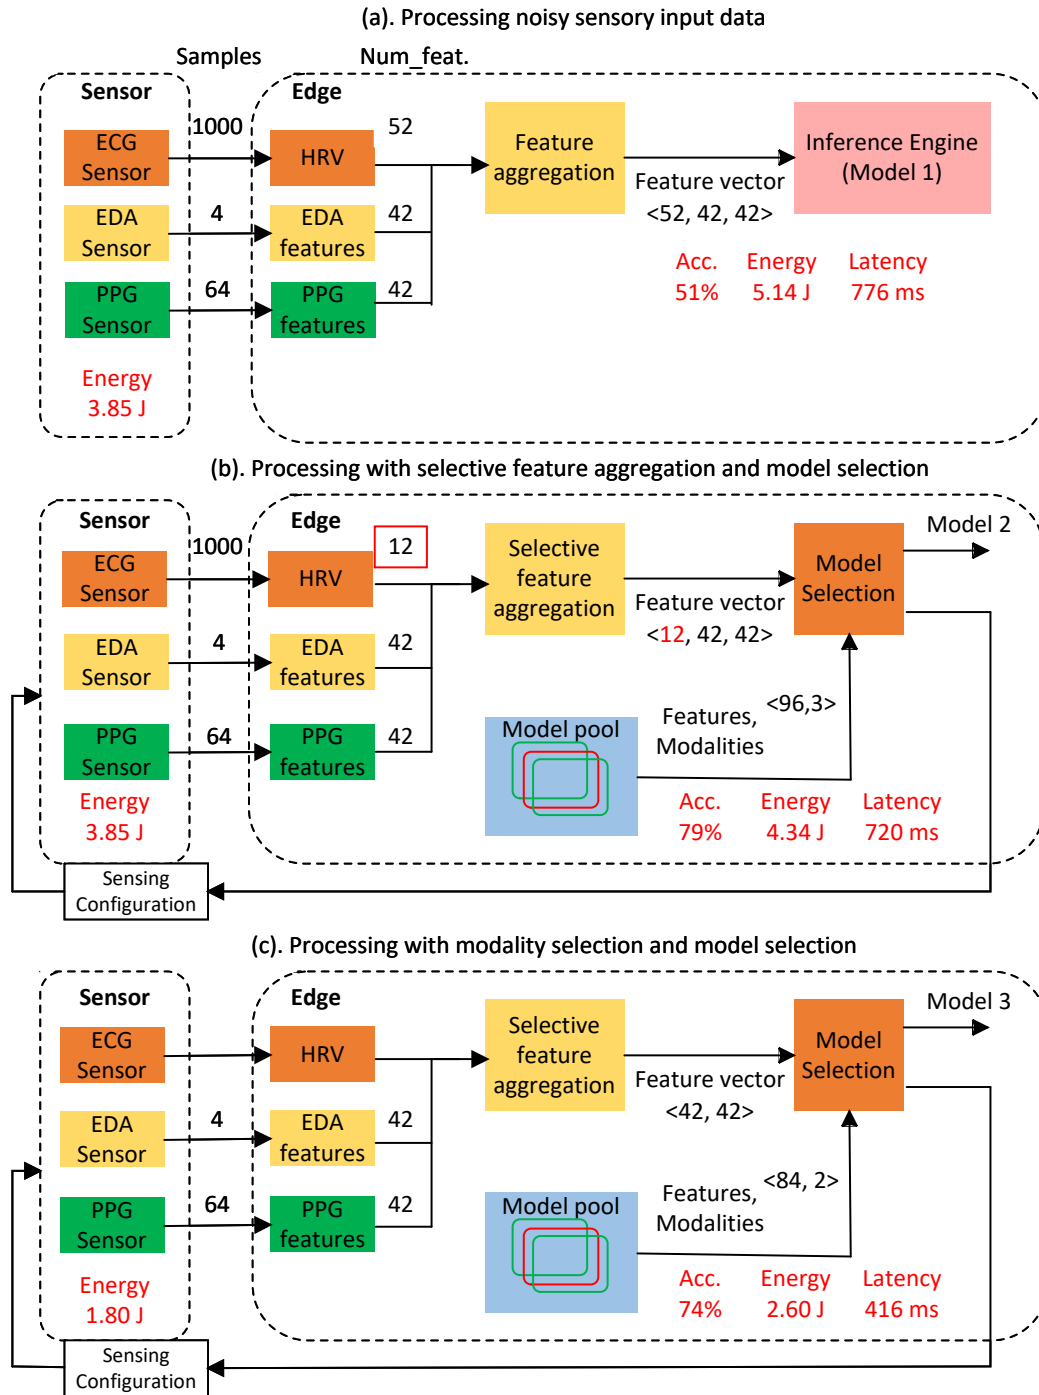 (a). Processing noisy sensory input data
Samples
Num_feat.
Sensor
Edge
ECG
Sensor
1000
HRV
52
Feature
aggregation
Inference Engine
(Model 1)
Feature vector
<52, 42, 42>
EDA
Sensor
4
EDA
features
42
PPG
Sensor
64
PPG
features
42
Acc.
Energy
Latency
51%
5.14 J
776 ms
Energy
3.85 J
(b). Processing with selective feature aggregation and model selection
Sensor
Edge
ECG
Sensor
1000
HRV
12
Selective
feature
aggregation
Feature vector
<12, 42, 42>
Model
Selection
Model 2
EDA
Sensor
4
EDA
features
42
PPG
Sensor
64
PPG
features
42
Model pool
Features,
Modalities
<96,3>
Acc.
Energy
Latency
79%
4.34 J
720 ms
Energy
3.85 J
Sensing
Configuration
(c). Processing with modality selection and model selection
Sensor
Edge
ECG
Sensor
HRV
Selective
feature
aggregation
Feature vector
<42, 42>
Model
Selection
Model 3
EDA
Sensor
4
EDA
features
42
PPG
Sensor
64
PPG
features
42
Model pool
Features,
Modalities
<84, 2>
Acc.
Energy
Latency
74%
2.60 J
416 ms
Energy
1.80 J
Sensing
Configuration